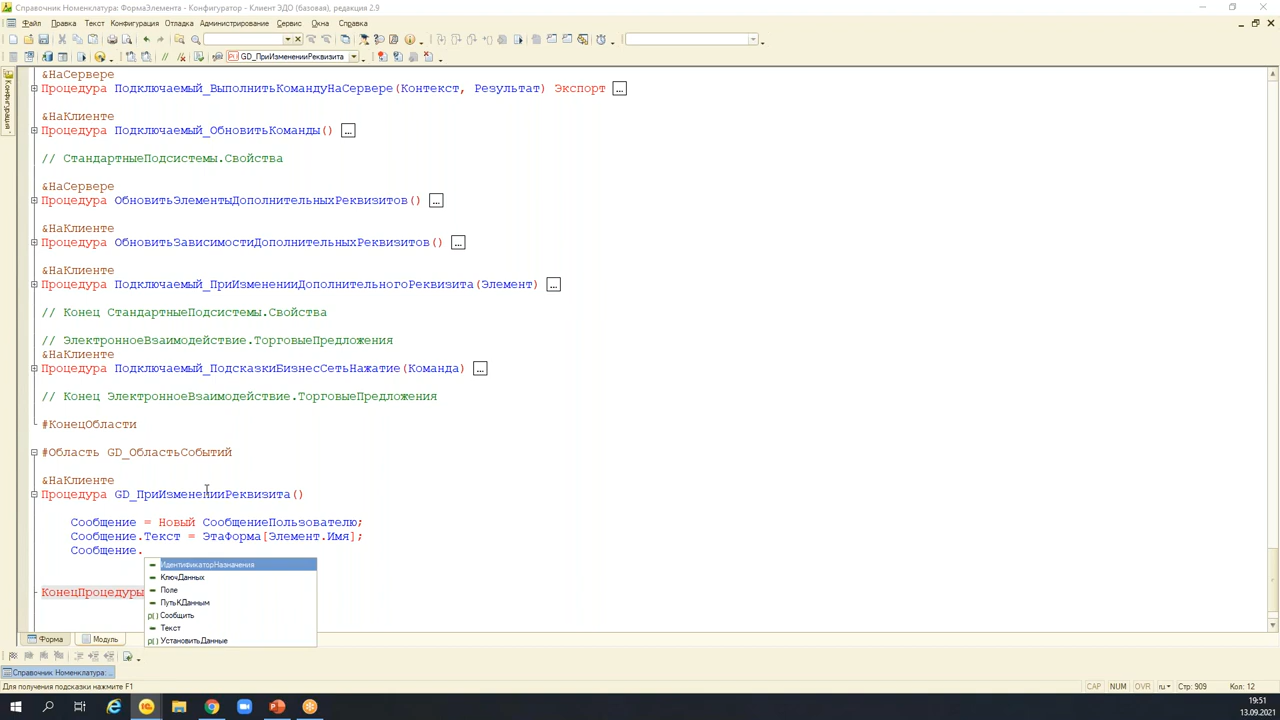 Справочник Номенклатура: ФормаЭлемента - Конфигуратор - Клиент ЭДО (базовая), редакция 2.9
Файл Правка Текст Конфигурация Отладка Администрирование Сервис Окна Справка
GD_ПриИзмененииРеквизита
Конфигурация
&НаСервере
Процедура Подключаемый_ВыполнитьКомандуНаСервере(Контекст, Результат) Экспорт ...
&НаКлиенте
Процедура Подключаемый_ОбновитьКоманды() ...
// СтандартныеПодсистемы.Свойства
&НаСервере
Процедура ОбновитьЭлементыДополнительныхРеквизитов() ...
&НаКлиенте
Процедура ОбновитьЗависимостиДополнительныхРеквизитов() ...
&НаКлиенте
Процедура Подключаемый_ПриИзмененииДополнительногоРеквизита(Элемент) ...
// Конец СтандартныеПодсистемы.Свойства
// ЭлектронноеВзаимодействие.ТорговыеПредложения
&НаКлиенте
Процедура Подключаемый_ПодсказкиБизнесСетьНажатие(Команда) ...
// Конец ЭлектронноеВзаимодействие.ТорговыеПредложения
#КонецОбласти
#Область GD_ОбластьСобытий
&НаКлиенте
Процедура GD_ПриИзмененииРеквизита()
Сообщение = Новый СообщениеПользователю;
Сообщение.Текст = ЭтаФорма[Элемент.Имя];
Сообщение.
ИдентификаторНазначения
КлючДанных
Поле
ПутьКДанным
Сообщить
Текст
УстановитьДанные
КонецПроцедуры
Форма Модуль
Справочник Номенклатура: ...
Для получения подсказки нажмите F1
CAP NUM OVR ru Стр: 909 Кол: 12
19:51
13.09.2021